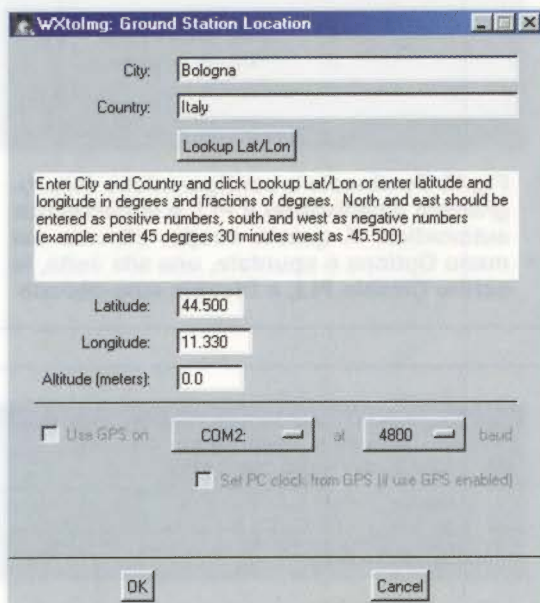 WXtoImg: Ground Station Location
City: Bologna
Country: Italy
Lookup Lat/Lon
Enter City and Country and click Lookup Lat/Lon or enter latitude and
longitude in degrees and fractions of degrees. North and east should be
entered as positive numbers, south and west as negative numbers
(example: enter 45 degrees 30 minutes west as -45.500).
Latitude: 44.500
Longitude: 11.330
Altitude (meters): 0.0
Use GPS on COM2: at 4800 baud
Set PC clock from GPS (if use GPS enabled)
OK Cancel